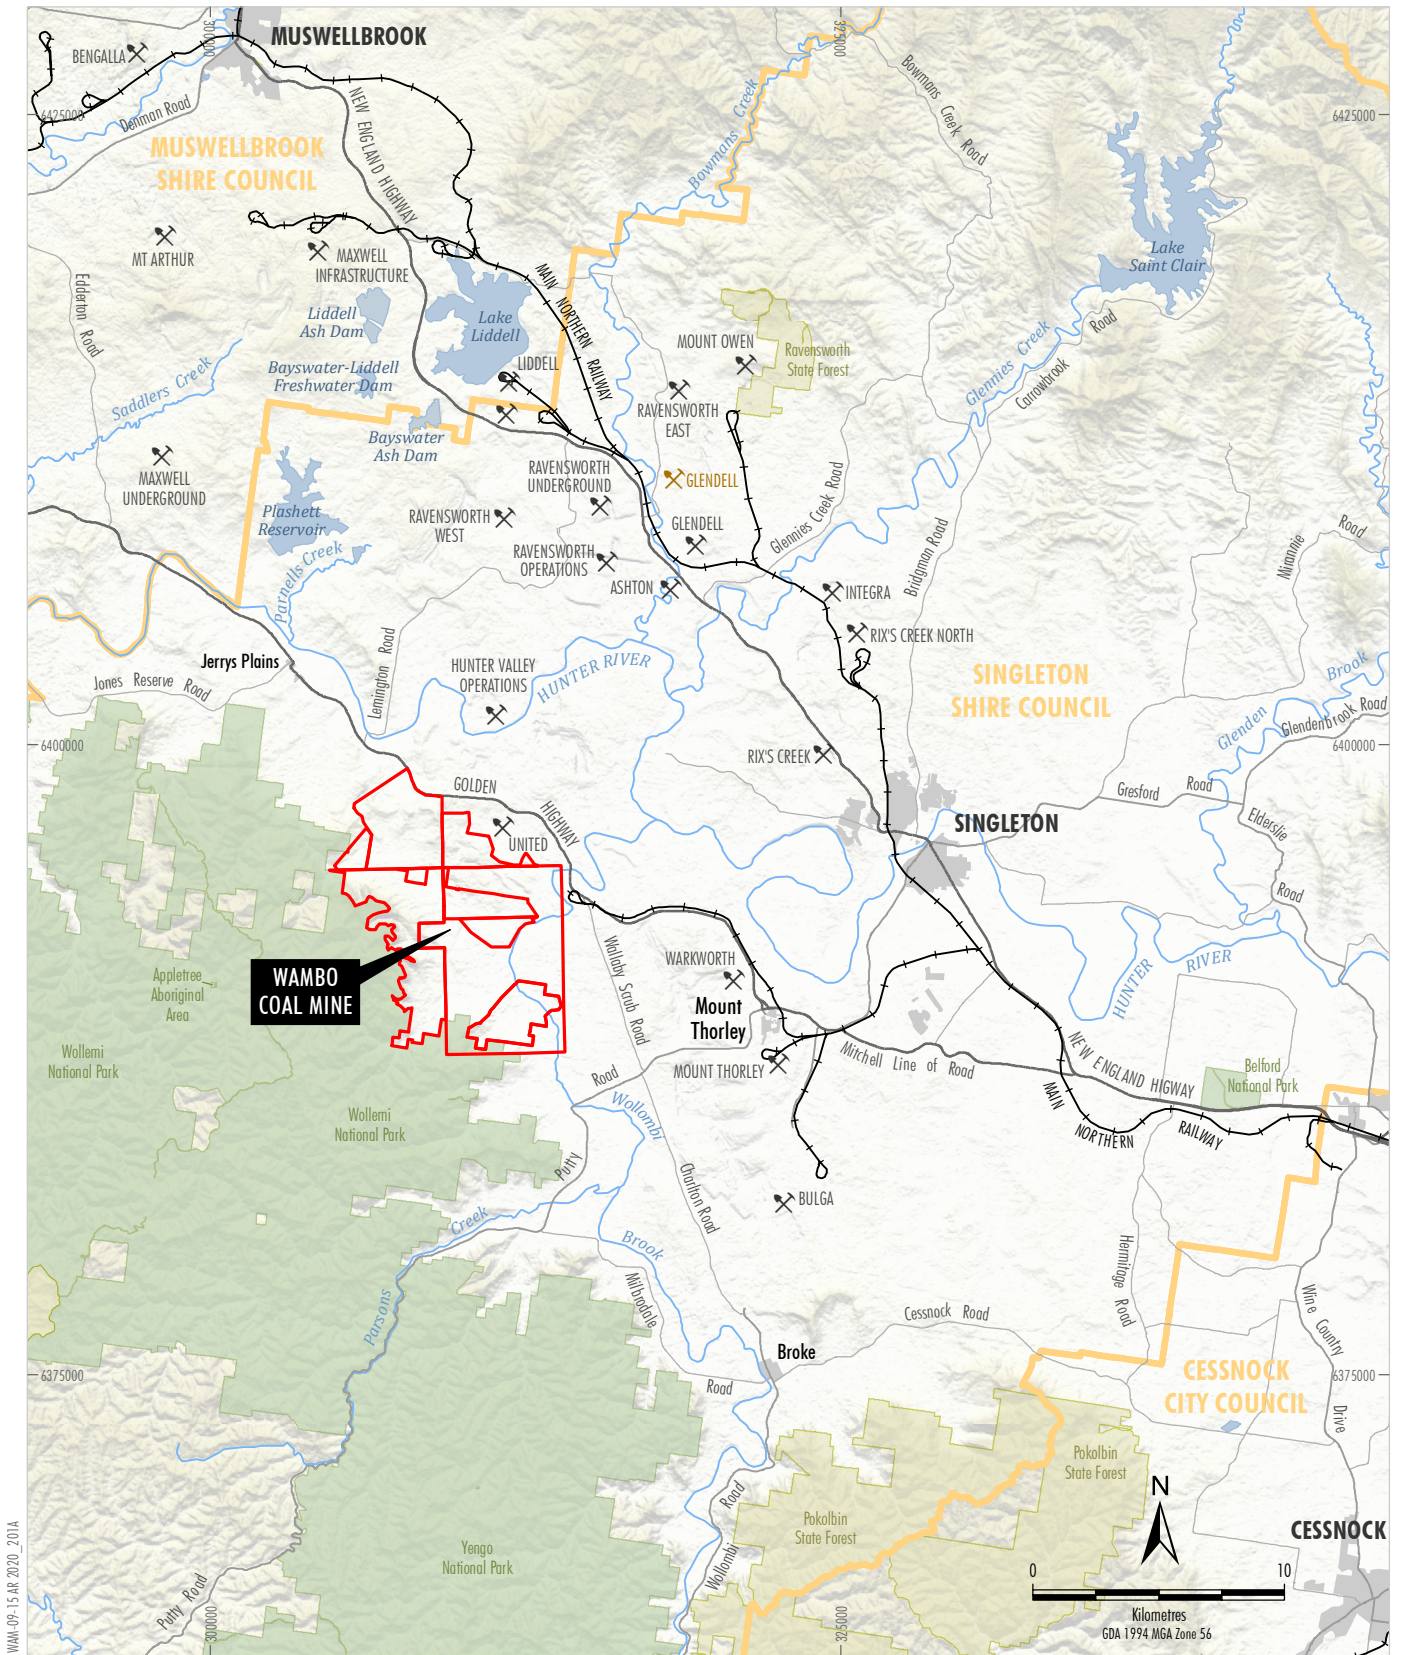 MUSWELLBROOK
300000
325000
BENGALLA
6425000
6425000
Denman Road
NEW ENGLAND HIGHWAY
Bowmans Creek
Bowmans Creek Road
MUSWELLBROOK
SHIRE COUNCIL
MT ARTHUR
MAXWELL
INFRASTRUCTURE
Lake
Saint Clair
Edderton Road
MAIN NORTHERN RAILWAY
Liddell
Ash Dam
Lake
Liddell
Glennies Creek
Carrowbrook Road
MOUNT OWEN
Ravensworth
State Forest
Bayswater-Liddell
Freshwater Dam
LIDDELL
Saddlers Creek
RAVENSWORTH
EAST
Bayswater
Ash Dam
MAXWELL
UNDERGROUND
RAVENSWORTH
UNDERGROUND
GLENDELL
Plashett
Reservoir
RAVENSWORTH
WEST
GLENDELL
Glennies Creek Road
Bridgman Road
Mirannie Road
Parnells Creek
RAVENSWORTH
OPERATIONS
ASHTON
INTEGRA
RIX'S CREEK NORTH
Jerrys Plains
Jones Reserve Road
Lemington Road
HUNTER VALLEY
OPERATIONS
HUNTER RIVER
SINGLETON
SHIRE COUNCIL
Glenden Brook
Glendenbrook Road
6400000
6400000
RIX'S CREEK
GOLDEN HIGHWAY
Gresford Road
Elderslie Road
UNITED
SINGLETON
WAMBO
COAL MINE
Appletree
Aboriginal
Area
Wallaby Scrub Road
WARKWORTH
Mount
Thorley
HUNTER RIVER
Wollemi
National Park
MOUNT THORLEY
Mitchell Line of Road
NEW ENGLAND HIGWAY
Belford
National Park
MAIN NORTHERN RAILWAY
Wollemi
National Park
Putty Road
Wollombi Brook
Charlton Road
BULGA
Parsons Creek
Milbrodale Road
Hermitage Road
Wine Country Drive
Cessnock Road
Broke
6375000
6375000
CESSNOCK
CITY COUNCIL
Pokolbin
State Forest
Pokolbin
State Forest
Wollombi Road
Yengo
National Park
Putty Road
N
CESSNOCK
0
10
Kilometres
GDA 1994 MGA Zone 56
300000
325000
WAM-09-15 AR 2020_201A